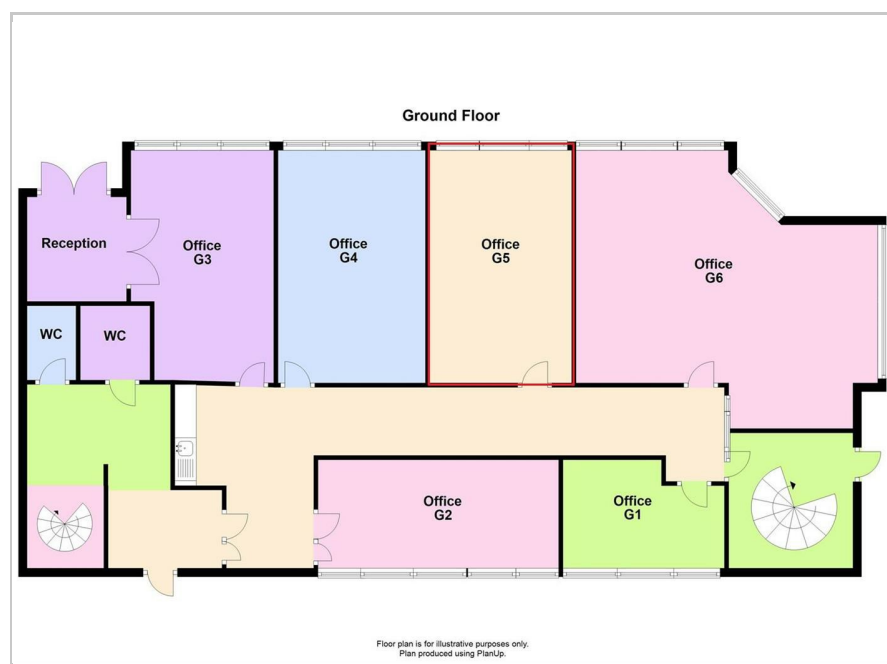 Ground Floor
Reception
Office
G3
Office
G4
Office
G5
Office
G6
WC
WC
Office
G2
Office
G1
Floor plan is for illustrative purposes only.
Plan produced using PlanUp.